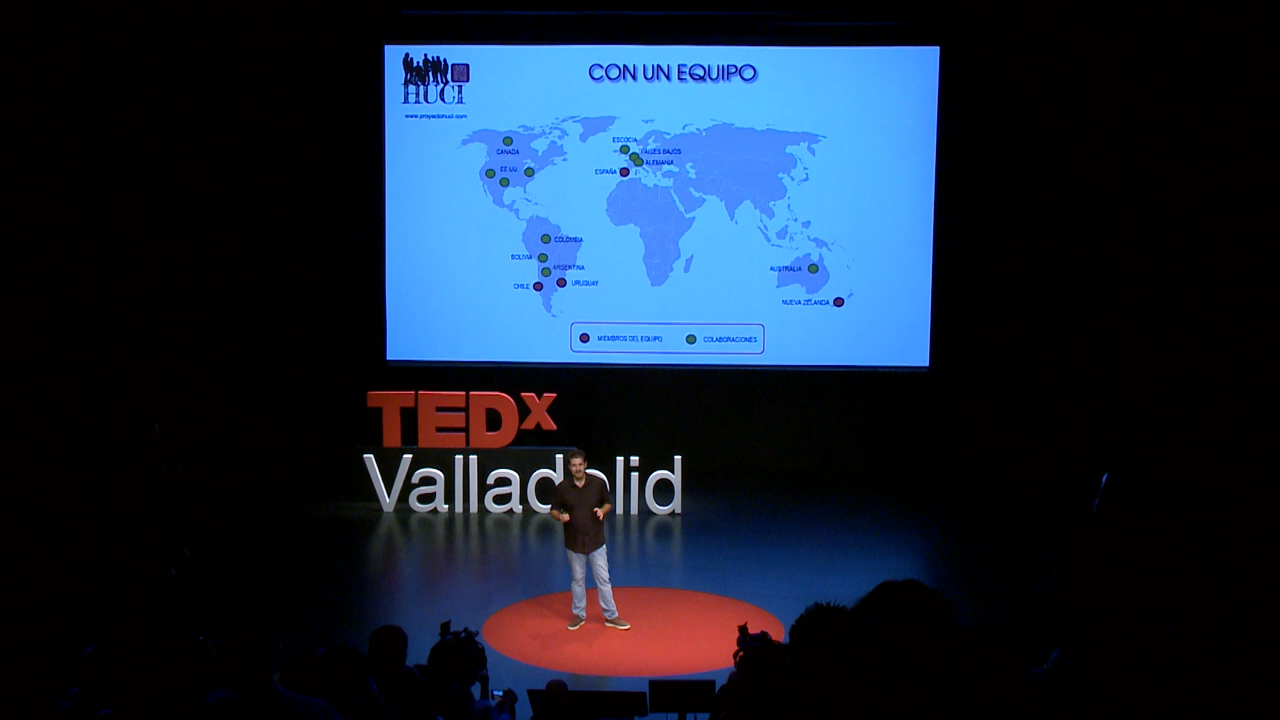 HUCI
www.proyectohuci.com
CON UN EQUIPO
CANADA
EE UU
ESCOCIA
PAISES BAJOS
ALEMANIA
ESPAÑA
COLOMBIA
BOLIVIA
ARGENTINA
CHILE
URUGUAY
AUSTRALIA
NUEVA ZELANDA
MIEMBROS DEL EQUIPO
COLABORACIONES
TEDx
Valladolid